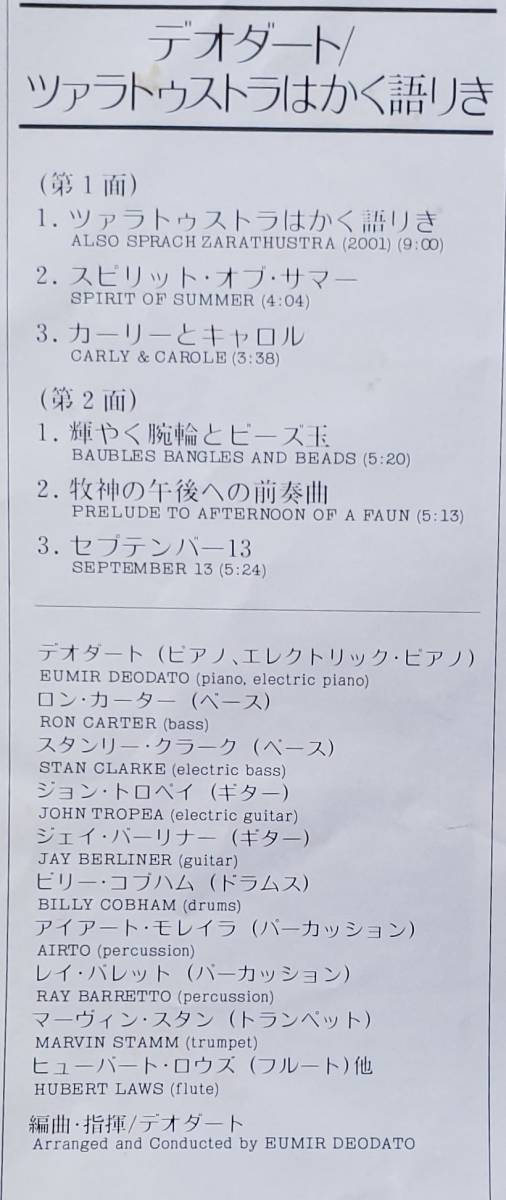 デオダート/
ツァラトゥストラはかく語りき
(第1面)
1. ツァラトゥストラはかく語りき
ALSO SPRACH ZARATHUSTRA (2001) (9:00)
2. スピリット・オブ・サマー
SPIRIT OF SUMMER (4:04)
3. カーリーとキャロル
CARLY & CAROLE (3:38)
(第2面)
1. 輝やく腕輪とビーズ玉
BAUBLES BANGLES AND BEADS (5:20)
2. 牧神の午後への前奏曲
PRELUDE TO AFTERNOON OF A FAUN (5:13)
3. セプテンバー13
SEPTEMBER 13 (5:24)
デオダート (ピアノ、エレクトリック・ピアノ)
EUMIR DEODATO (piano, electric piano)
ロン・カーター (ベース)
RON CARTER (bass)
スタンリー・クラーク (ベース)
STAN CLARKE (electric bass)
ジョン・トロペイ (ギター)
JOHN TROPEA (electric guitar)
ジェイ・バーリナー (ギター)
JAY BERLINER (guitar)
ビリー・コブハム (ドラムス)
BILLY COBHAM (drums)
アイアート・モレイラ (パーカッション)
AIRTO (percussion)
レイ・バレット (パーカッション)
RAY BARRETTO (percussion)
マーヴィン・スタン (トランペット)
MARVIN STAMM (trumpet)
ヒューバート・ロウズ (フルート) 他
HUBERT LAWS (flute)
編曲・指揮/デオダート
Arranged and Conducted by EUMIR DEODATO